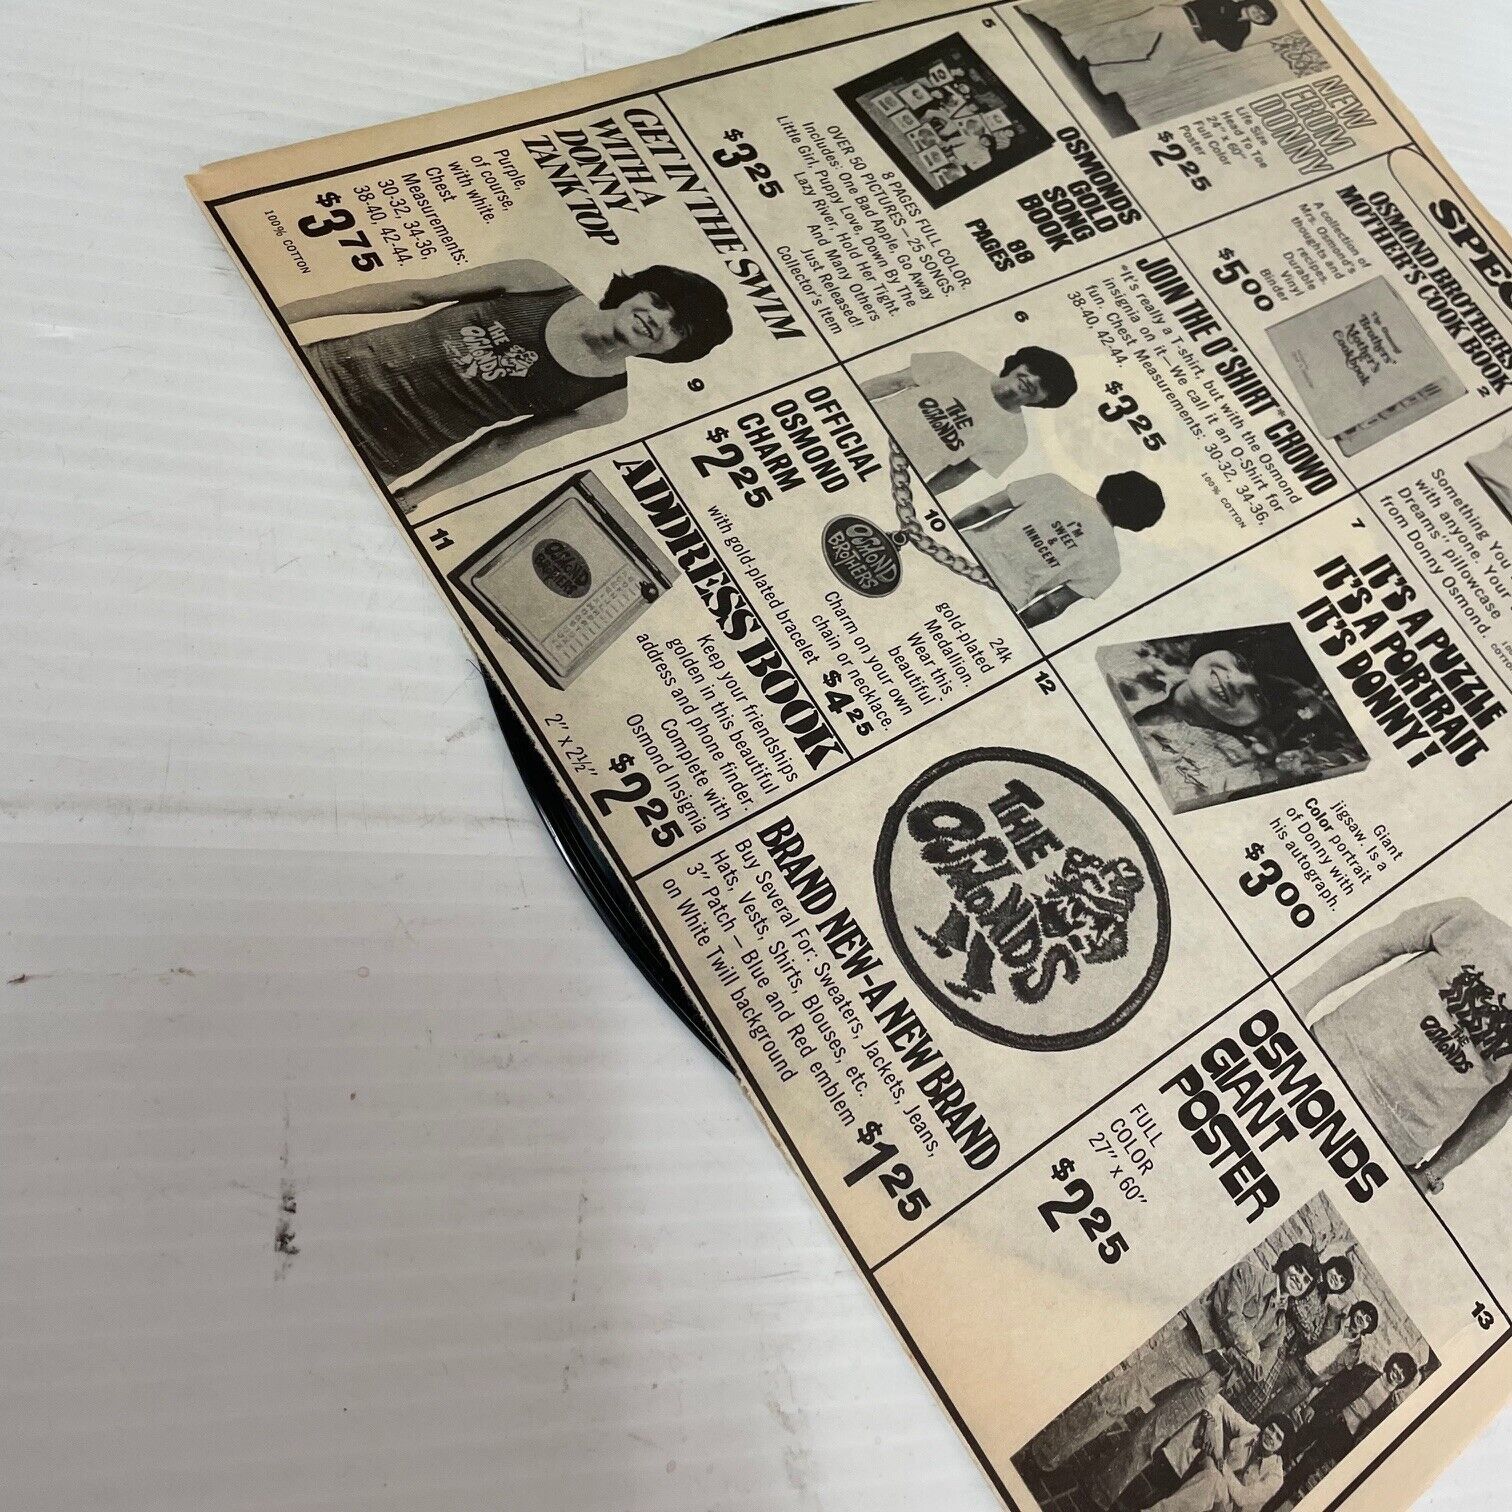 NEW
FROM
DONNY
Life Size
Head To Toe
24" x 60"
Full Color
Poster
$2.25
OSMOND BROTHERS
MOTHER'S COOK BOOK
A collection of
Mrs. Osmond's
thoughts and
recipes.
Durable
Vinyl
Binder
$5.00
The Osmond
Brothers'
Mother's
Cookbook
2
5
OSMONDS
GOLD
SONG
BOOK
88
PAGES
8 PAGES FULL COLOR
OVER 50 PICTURES – 25 SONGS.
Includes: One Bad Apple, Go Away
Little Girl, Puppy Love, Down By The
Lazy River, Hold Her Tight.
And Many Others
Just Released!
Collector's Item
$3.25
6
JOIN THE O'SHIRT* CROWD
*It's really a T-shirt, but with the Osmond
insignia on it—We call it an O-Shirt for
fun. Chest Measurements: 30-32, 34-36,
38-40, 42-44.
100% COTTON
$3.25
THE
OSMONDS
I'M
SWEET
&
INNOCENT
Something You
with anyone. Your
Dreams" pillowcase
from Donny Osmond.
7
IT'S A PUZZLE
IT'S A PORTRAIT
IT'S DONNY!
Giant
jigsaw. Is a
Color portrait
of Donny with
his autograph.
$3.00
GET IN THE SWIM
WITH A
DONNY
TANK TOP
Purple,
of course,
with white.
Chest
Measurements:
30-32, 34-36,
38-40, 42-44.
$3.75
100% COTTON
THE
OSMONDS
9
OFFICIAL
OSMOND
CHARM
$2.25
with gold-plated bracelet $4.25
10
OSMOND
BROTHERS
24k
gold-plated
Medallion.
Wear this
beautiful
Charm on your own
chain or necklace.
11
ADDRESS BOOK
OSMOND
BROTHERS
Keep your friendships
golden in this beautiful
address and phone finder.
Complete with
Osmond Insignia
2" x 2½"
$2.25
12
THE
OSMONDS
BRAND NEW–A NEW BRAND
Buy Several For: Sweaters, Jackets, Jeans,
Hats, Vests, Shirts, Blouses, etc.
3" Patch – Blue and Red emblem
on White Twill background
$1.25
THE
OSMONDS
OSMONDS
GIANT
POSTER
FULL
COLOR
27" x 60"
$2.25
13